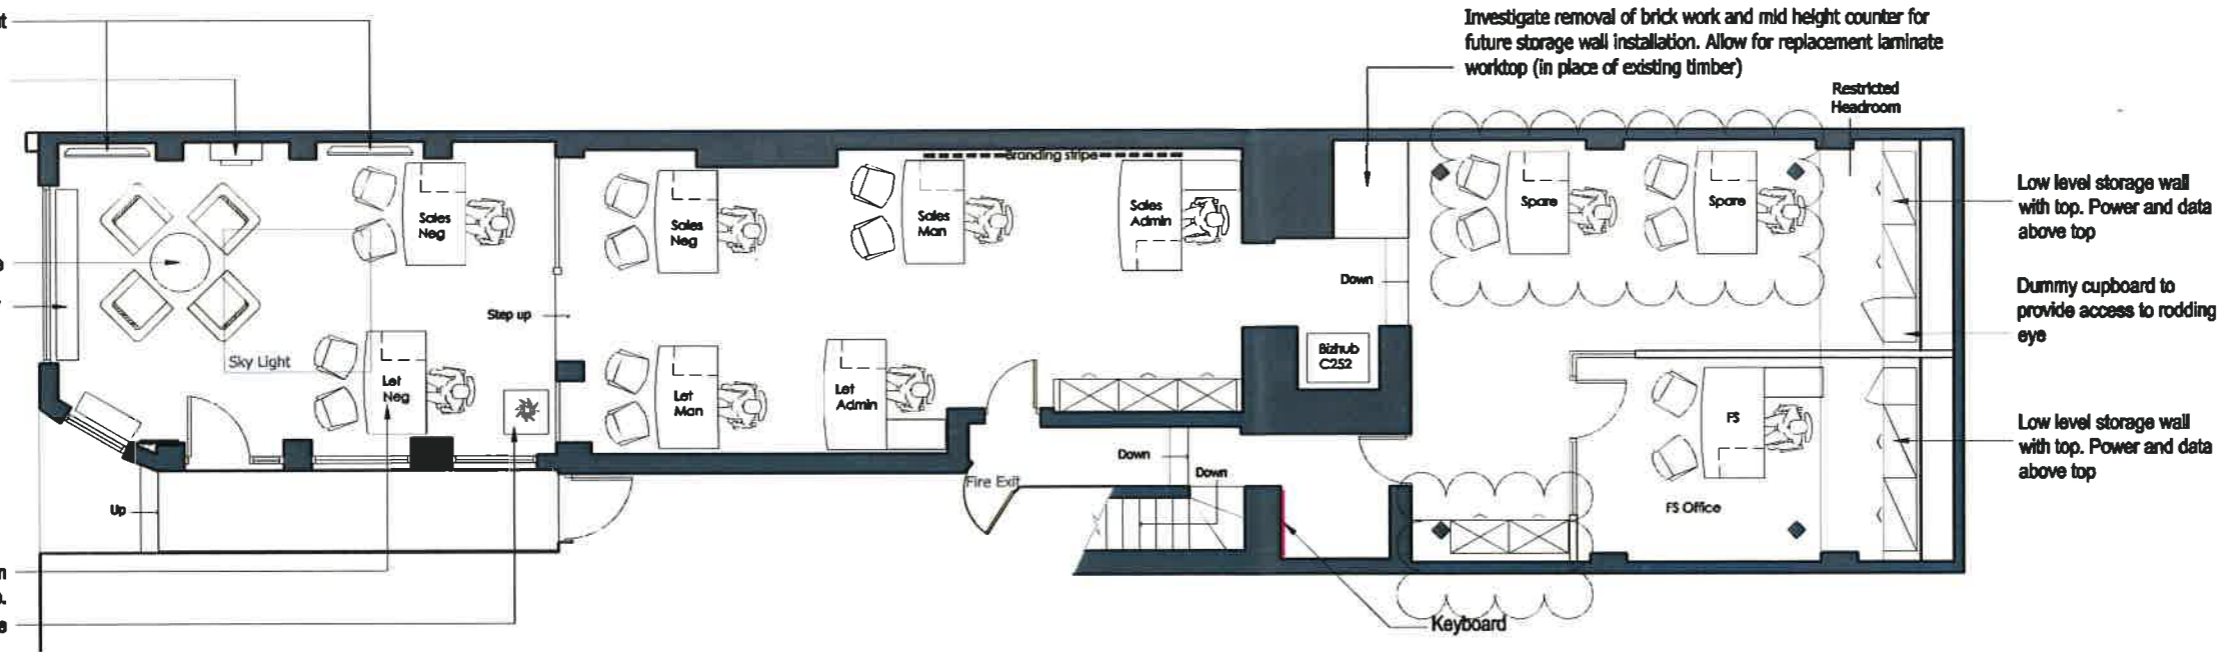 Investigate removal of brick work and mid height counter for
future storage wall installation. Allow for replacement laminate
worktop (in place of existing timber)
Restricted
Headroom
Branding stripe
Sales
Neg
Sales
Neg
Sales
Man
Sales
Admin
Spare
Spare
Low level storage wall
with top. Power and data
above top
Down
Dummy cupboard to
provide access to rodding
eye
Step up
Sky Light
Bizhub
C252
Let
Neg
Let
Man
Let
Admin
FS
Low level storage wall
with top. Power and data
above top
Down
Down
Fire Exit
FS Office
Up
Keyboard